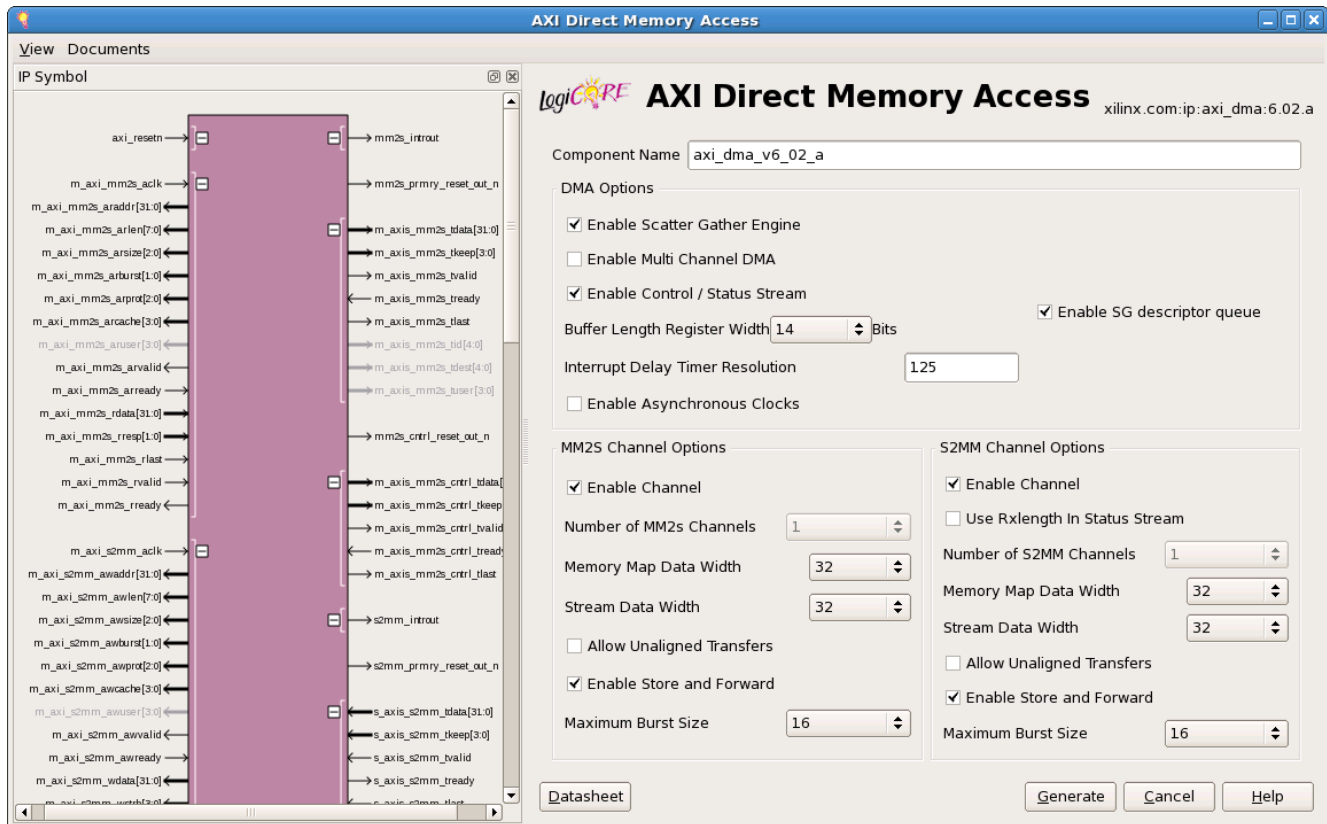 AXI Direct Memory Access
View Documents
IP Symbol
axi_resetn
m_axi_mm2s_aclk
m_axi_mm2s_araddr[31:0]
m_axi_mm2s_arlen[7:0]
m_axi_mm2s_arsize[2:0]
m_axi_mm2s_arburst[1:0]
m_axi_mm2s_arprot[2:0]
m_axi_mm2s_arcache[3:0]
m_axi_mm2s_aruser[3:0]
m_axi_mm2s_arvalid
m_axi_mm2s_arready
m_axi_mm2s_rdata[31:0]
m_axi_mm2s_rresp[1:0]
m_axi_mm2s_rlast
m_axi_mm2s_rvalid
m_axi_mm2s_rready
m_axi_s2mm_aclk
m_axi_s2mm_awaddr[31:0]
m_axi_s2mm_awlen[7:0]
m_axi_s2mm_awsize[2:0]
m_axi_s2mm_awburst[1:0]
m_axi_s2mm_awprot[2:0]
m_axi_s2mm_awcache[3:0]
m_axi_s2mm_awuser[3:0]
m_axi_s2mm_awvalid
m_axi_s2mm_awready
m_axi_s2mm_wdata[31:0]
m_axi_s2mm_wstrb[3:0]
mm2s_introut
mm2s_prmry_reset_out_n
m_axis_mm2s_tdata[31:0]
m_axis_mm2s_tkeep[3:0]
m_axis_mm2s_tvalid
m_axis_mm2s_tready
m_axis_mm2s_tlast
m_axis_mm2s_tid[4:0]
m_axis_mm2s_tdest[4:0]
m_axis_mm2s_tuser[3:0]
mm2s_cntrl_reset_out_n
m_axis_mm2s_cntrl_tdata[
m_axis_mm2s_cntrl_tkeep
m_axis_mm2s_cntrl_tvalid
m_axis_mm2s_cntrl_tready
m_axis_mm2s_cntrl_tlast
s2mm_introut
s2mm_prmry_reset_out_n
s_axis_s2mm_tdata[31:0]
s_axis_s2mm_tkeep[3:0]
s_axis_s2mm_tvalid
s_axis_s2mm_tready
s_axis_s2mm_tlast
logiCORE AXI Direct Memory Access xilinx.com:ip:axi_dma:6.02.a
Component Name axi_dma_v6_02_a
DMA Options
Enable Scatter Gather Engine
Enable Multi Channel DMA
Enable Control / Status Stream
Enable SG descriptor queue
Buffer Length Register Width 14 Bits
Interrupt Delay Timer Resolution 125
Enable Asynchronous Clocks
MM2S Channel Options
Enable Channel
Number of MM2s Channels 1
Memory Map Data Width 32
Stream Data Width 32
Allow Unaligned Transfers
Enable Store and Forward
Maximum Burst Size 16
S2MM Channel Options
Enable Channel
Use Rxlength In Status Stream
Number of S2MM Channels 1
Memory Map Data Width 32
Stream Data Width 32
Allow Unaligned Transfers
Enable Store and Forward
Maximum Burst Size 16
Datasheet Generate Cancel Help